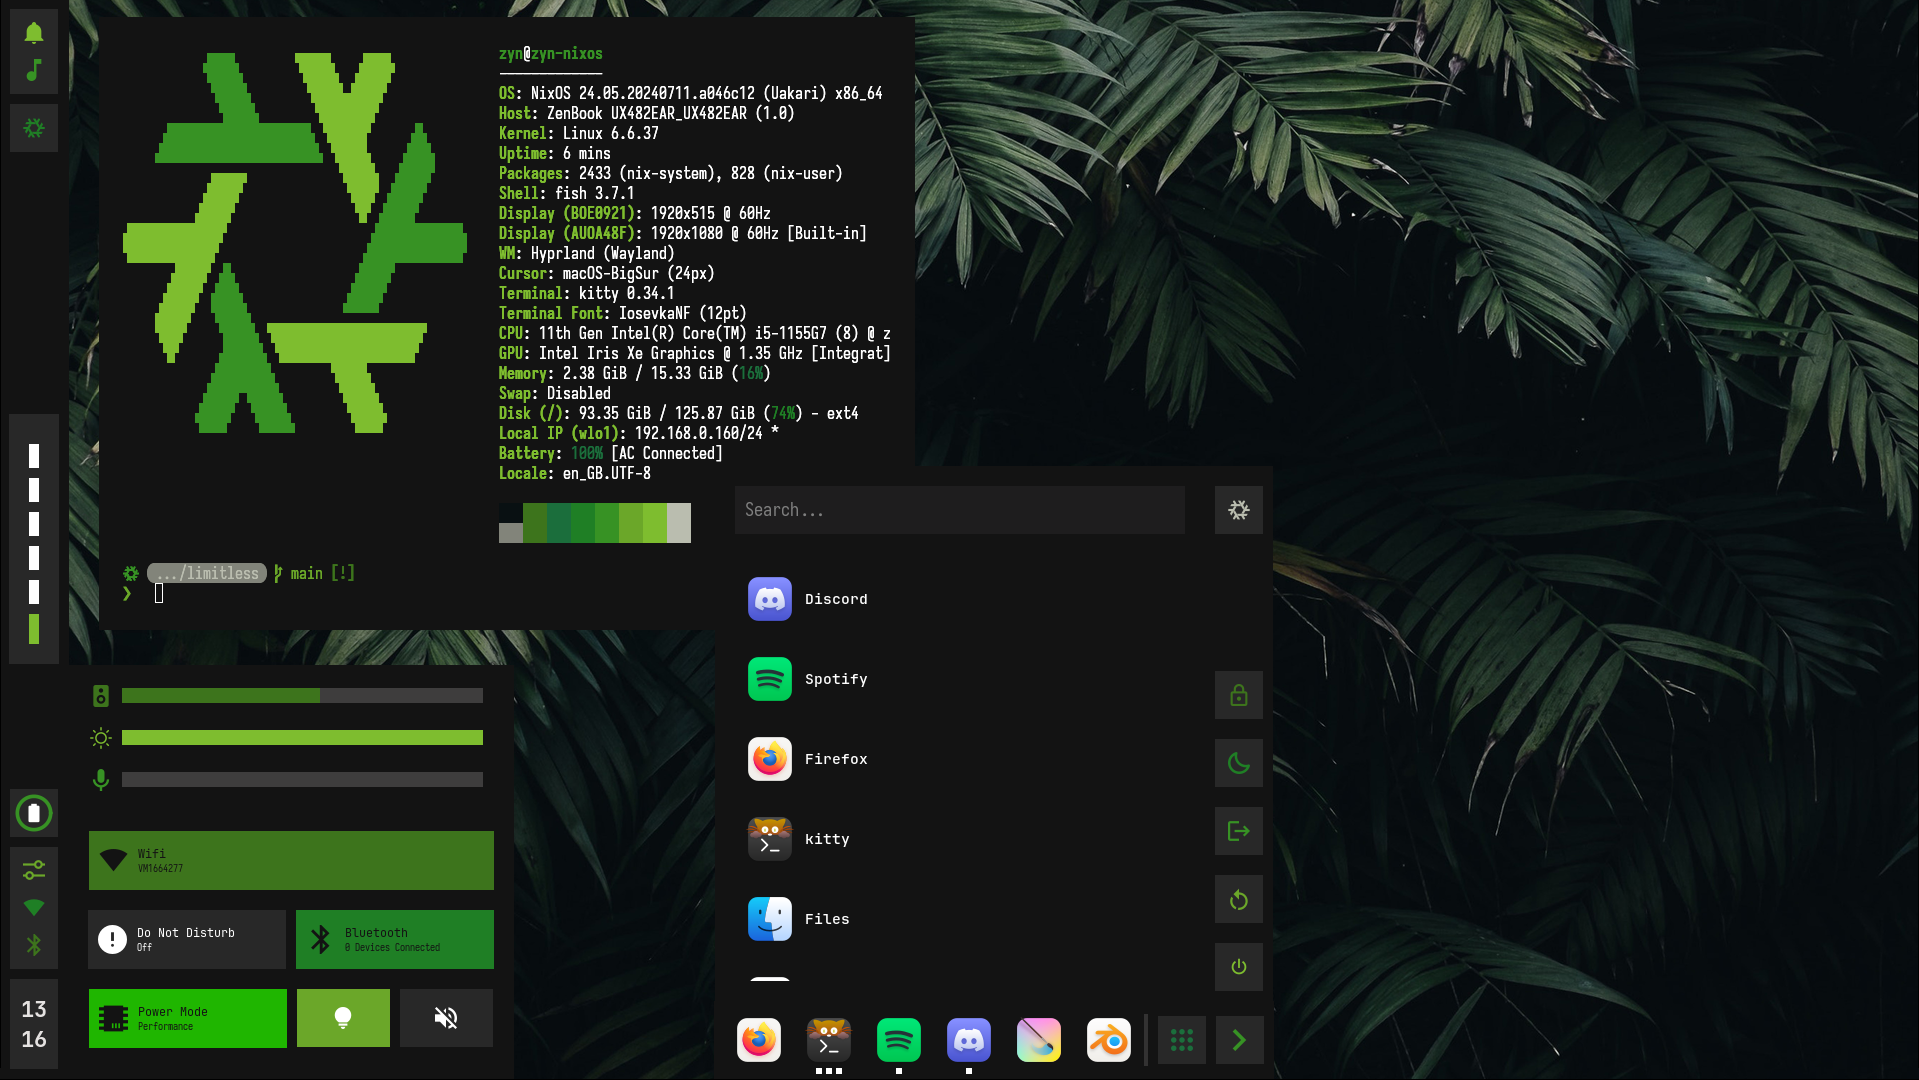 zyn@zyn-nixos
-------------
OS: NixOS 24.05.20240711.a046c12 (Uakari) x86_64
Host: ZenBook UX482EAR_UX482EAR (1.0)
Kernel: Linux 6.6.37
Uptime: 6 mins
Packages: 2433 (nix-system), 828 (nix-user)
Shell: fish 3.7.1
Display (BOE0921): 1920x515 @ 60Hz
Display (AUOA48F): 1920x1080 @ 60Hz [Built-in]
WM: Hyprland (Wayland)
Cursor: macOS-BigSur (24px)
Terminal: kitty 0.34.1
Terminal Font: IosevkaNF (12pt)
CPU: 11th Gen Intel(R) Core(TM) i5-1155G7 (8) @ z
GPU: Intel Iris Xe Graphics @ 1.35 GHz [Integrat]
Memory: 2.38 GiB / 15.33 GiB (16%)
Swap: Disabled
Disk (/): 93.35 GiB / 125.87 GiB (74%) - ext4
Local IP (wlo1): 192.168.0.160/24 *
Battery: 100% [AC Connected]
Locale: en_GB.UTF-8
.../limitless main [!]
❯
Search...
Discord
Spotify
Firefox
kitty
Files
Wifi
VM1664277
Do Not Disturb
Off
Bluetooth
0 Devices Connected
Power Mode
Performance
13
16